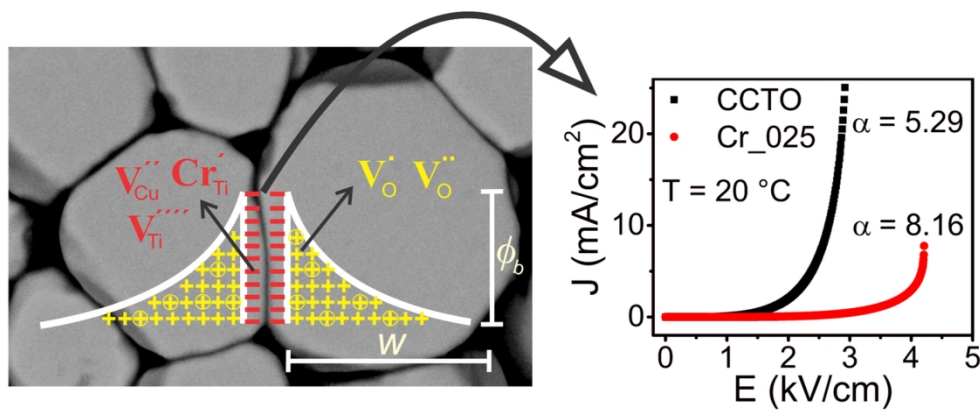 V′′Cu Cr′Ti
V′′′′Ti
V˙O V¨O
ϕb
w
CCTO
Cr_025
α = 5.29
T = 20 °C
α = 8.16
J (mA/cm²)
20
10
0
0 1 2 3 4 5
E (kV/cm)